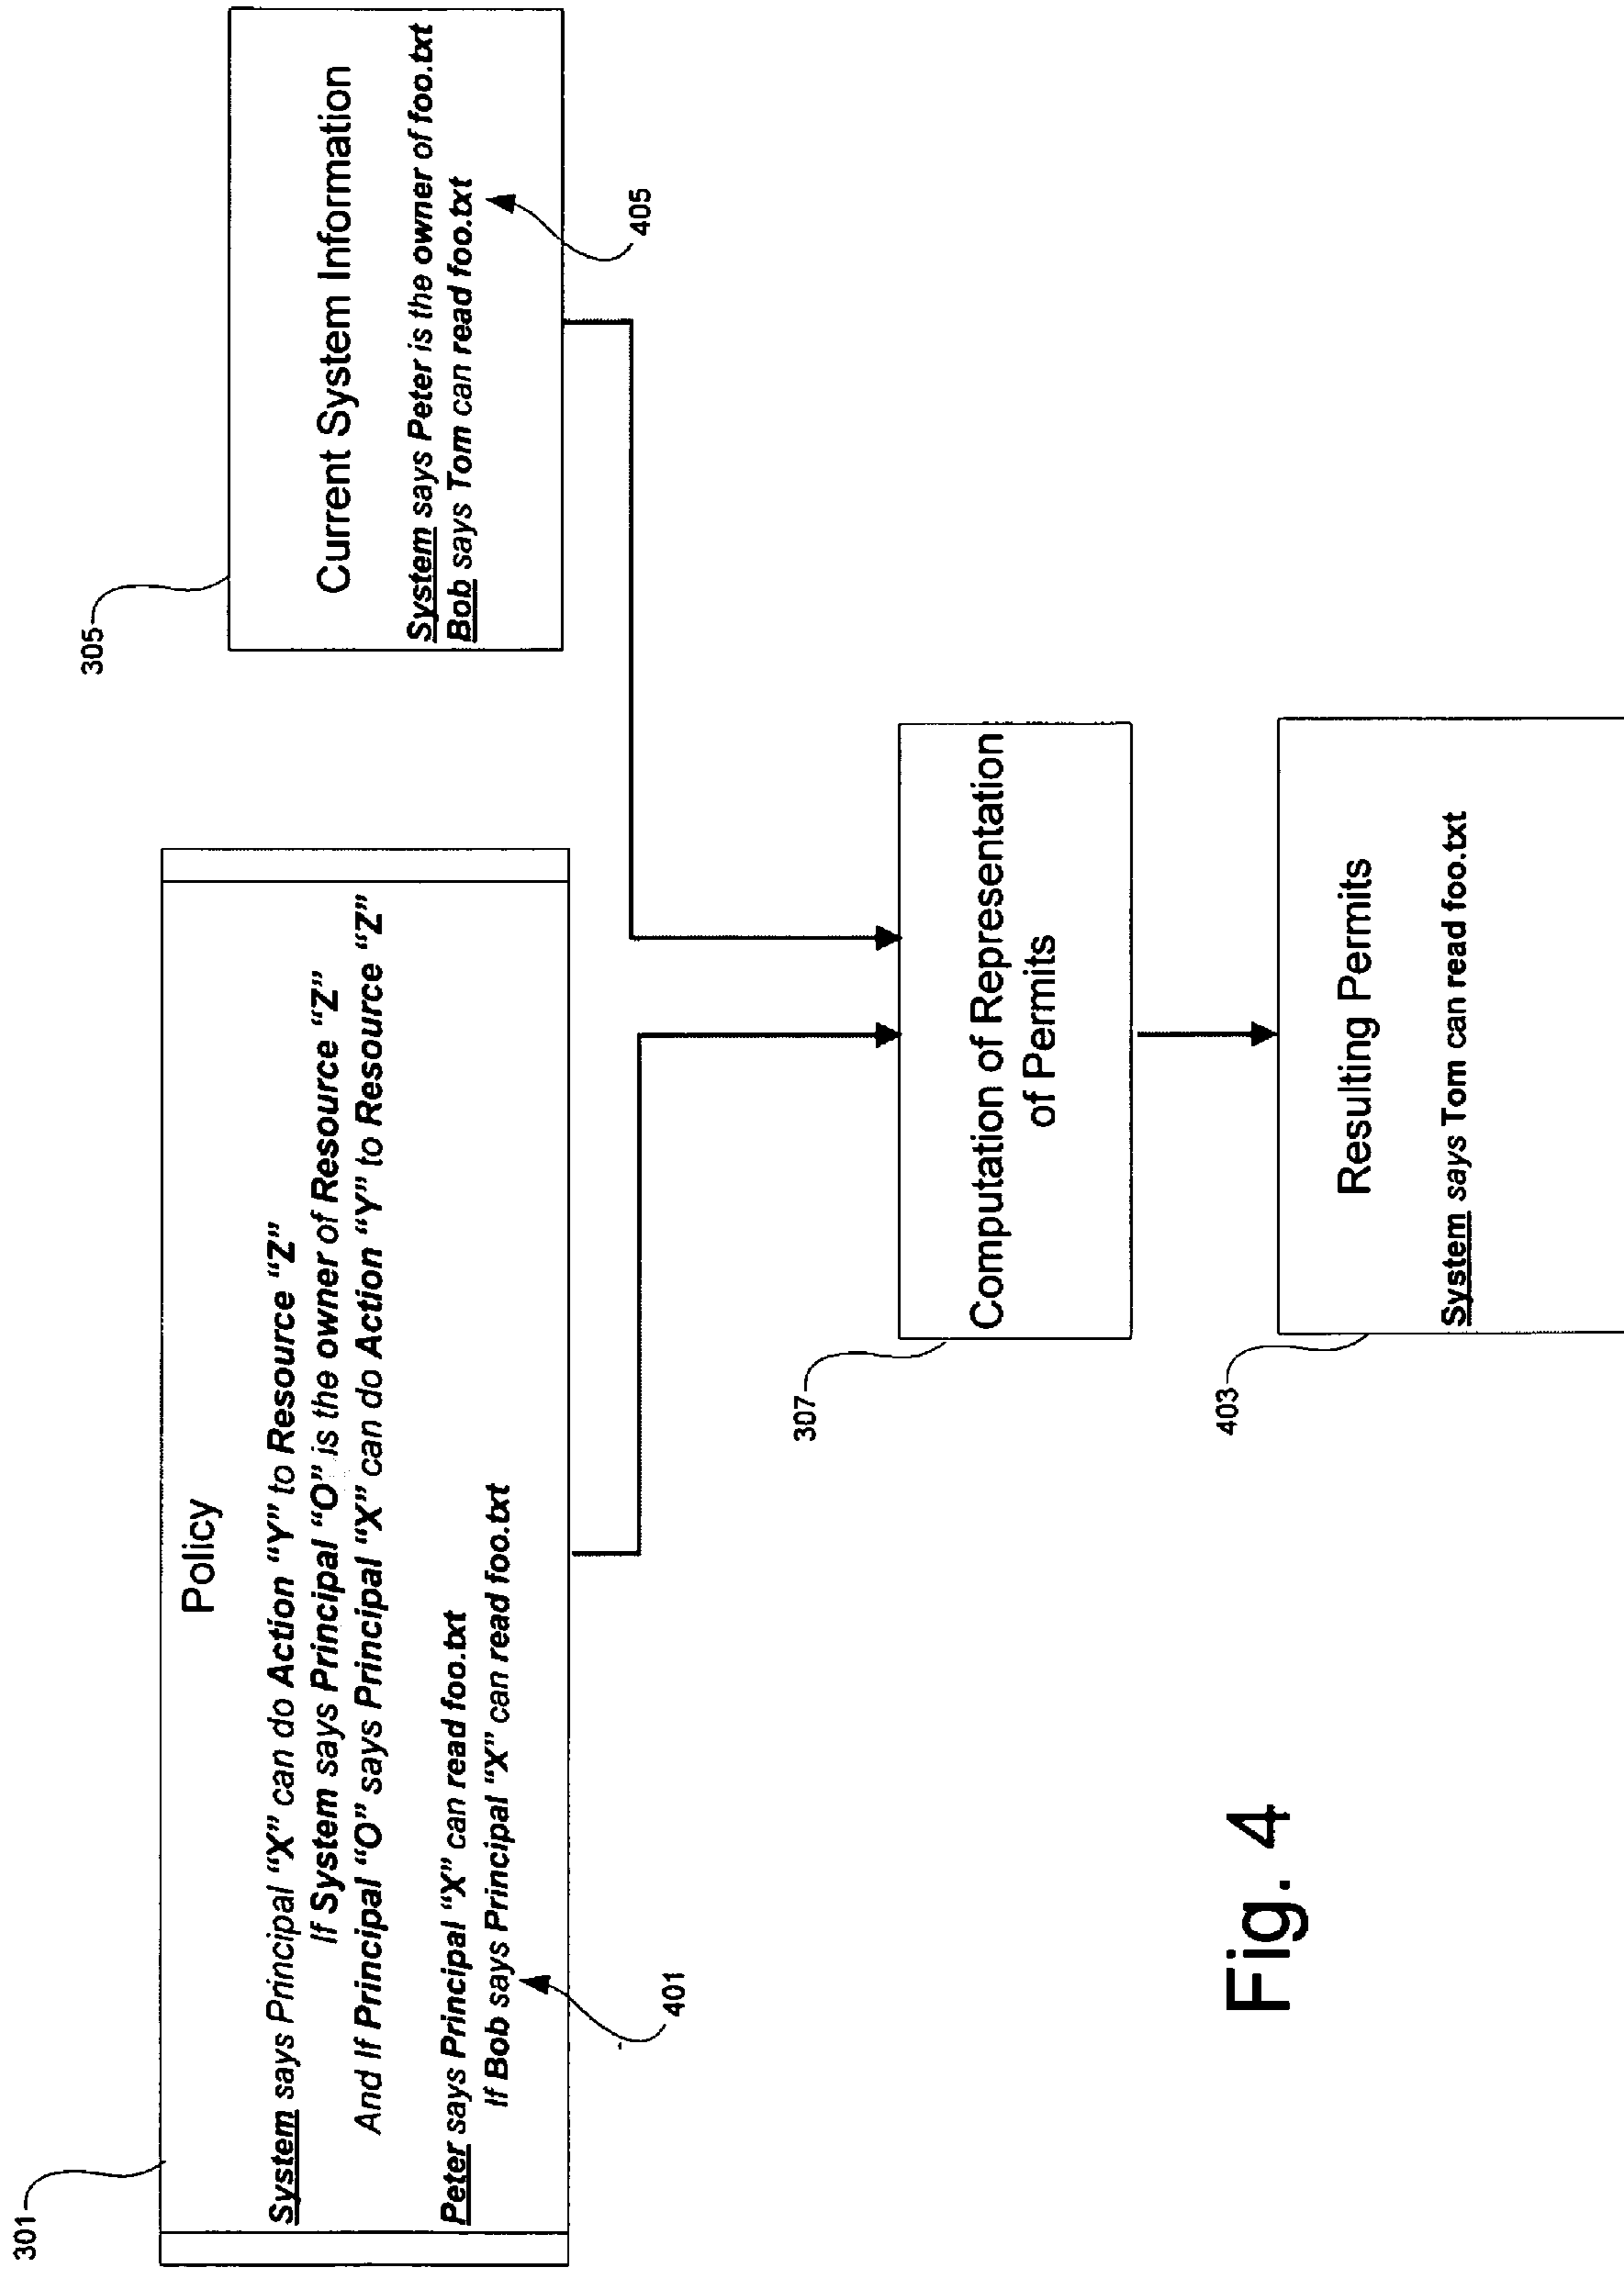 301
Policy
System says Principal “X” can do Action “Y” to Resource “Z”
If System says Principal “O” is the owner of Resource “Z”
And If Principal “O” says Principal “X” can do Action “Y” to Resource “Z”
Peter says Principal “X” can read foo.txt
If Bob says Principal “X” can read foo.txt
401
305
Current System Information
System says Peter is the owner of foo.txt
Bob says Tom can read foo.txt
405
307
Computation of Representation
of Permits
403
Resulting Permits
System says Tom can read foo.txt
Fig. 4